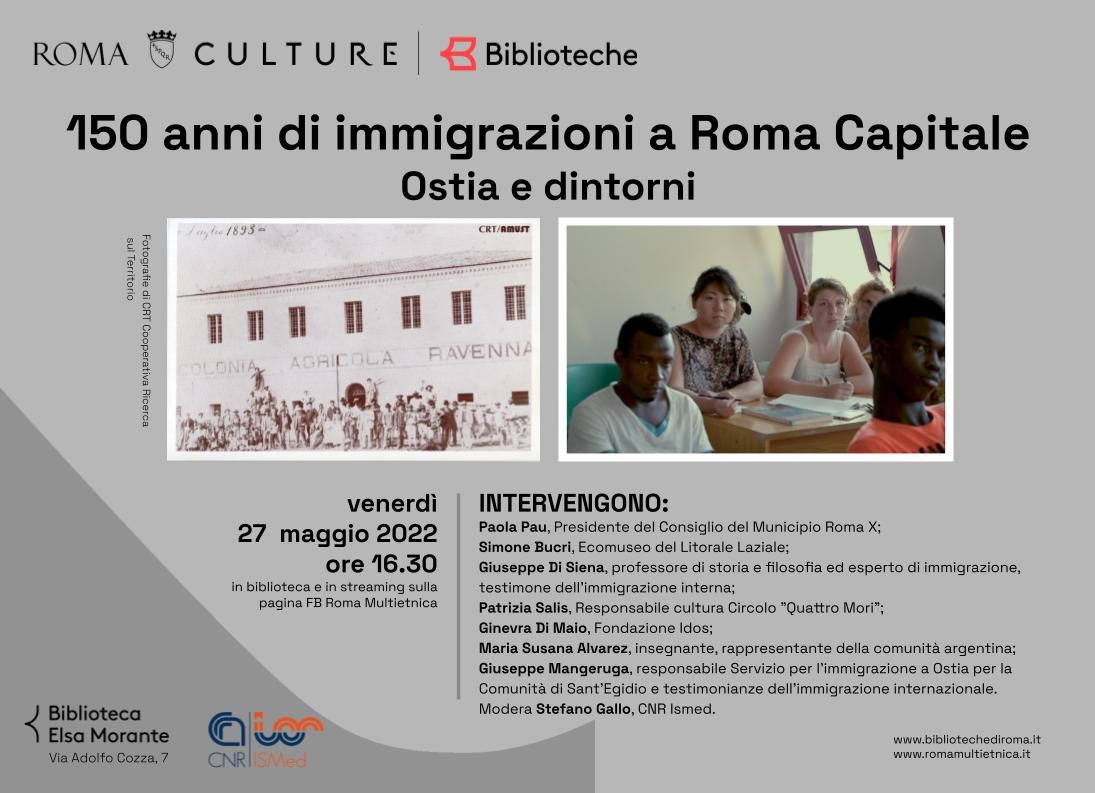 ROMA CULTURE Biblioteche
150 anni di immigrazioni a Roma Capitale
Ostia e dintorni
Fotografie di CRT Cooperativa Ricerca
sul Territorio
Luglio 1893
CRT/AMUST
COLONIA AGRICOLA RAVENNA
venerdì
27 maggio 2022
ore 16.30
in biblioteca e in streaming sulla
pagina FB Roma Multietnica
INTERVENGONO:
Paola Pau, Presidente del Consiglio del Municipio Roma X;
Simone Bucri, Ecomuseo del Litorale Laziale;
Giuseppe Di Siena, professore di storia e filosofia ed esperto di immigrazione,
testimone dell'immigrazione interna;
Patrizia Salis, Responsabile cultura Circolo "Quattro Mori";
Ginevra Di Maio, Fondazione Idos;
Maria Susana Alvarez, insegnante, rappresentante della comunità argentina;
Giuseppe Mangeruga, responsabile Servizio per l'immigrazione a Ostia per la
Comunità di Sant'Egidio e testimonianze dell'immigrazione internazionale.
Modera Stefano Gallo, CNR Ismed.
Biblioteca
Elsa Morante
Via Adolfo Cozza, 7
CNR ISMed
www.bibliotechediroma.it
www.romamultietnica.it